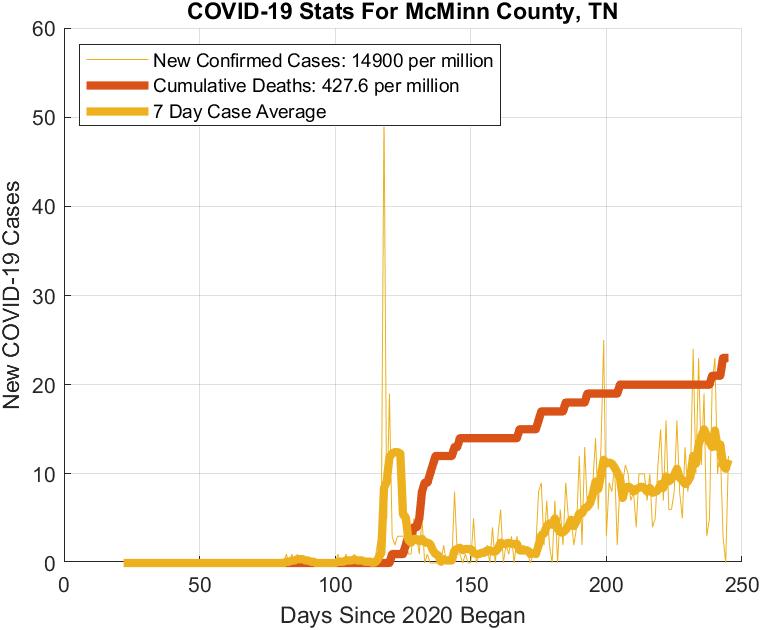 COVID-19 Stats For McMinn County, TN
60
New Confirmed Cases: 14900 per million
Cumulative Deaths: 427.6 per million
7 Day Case Average
50
40
30
20
10
0
New COVID-19 Cases
0 50 100 150 200 250
Days Since 2020 Began